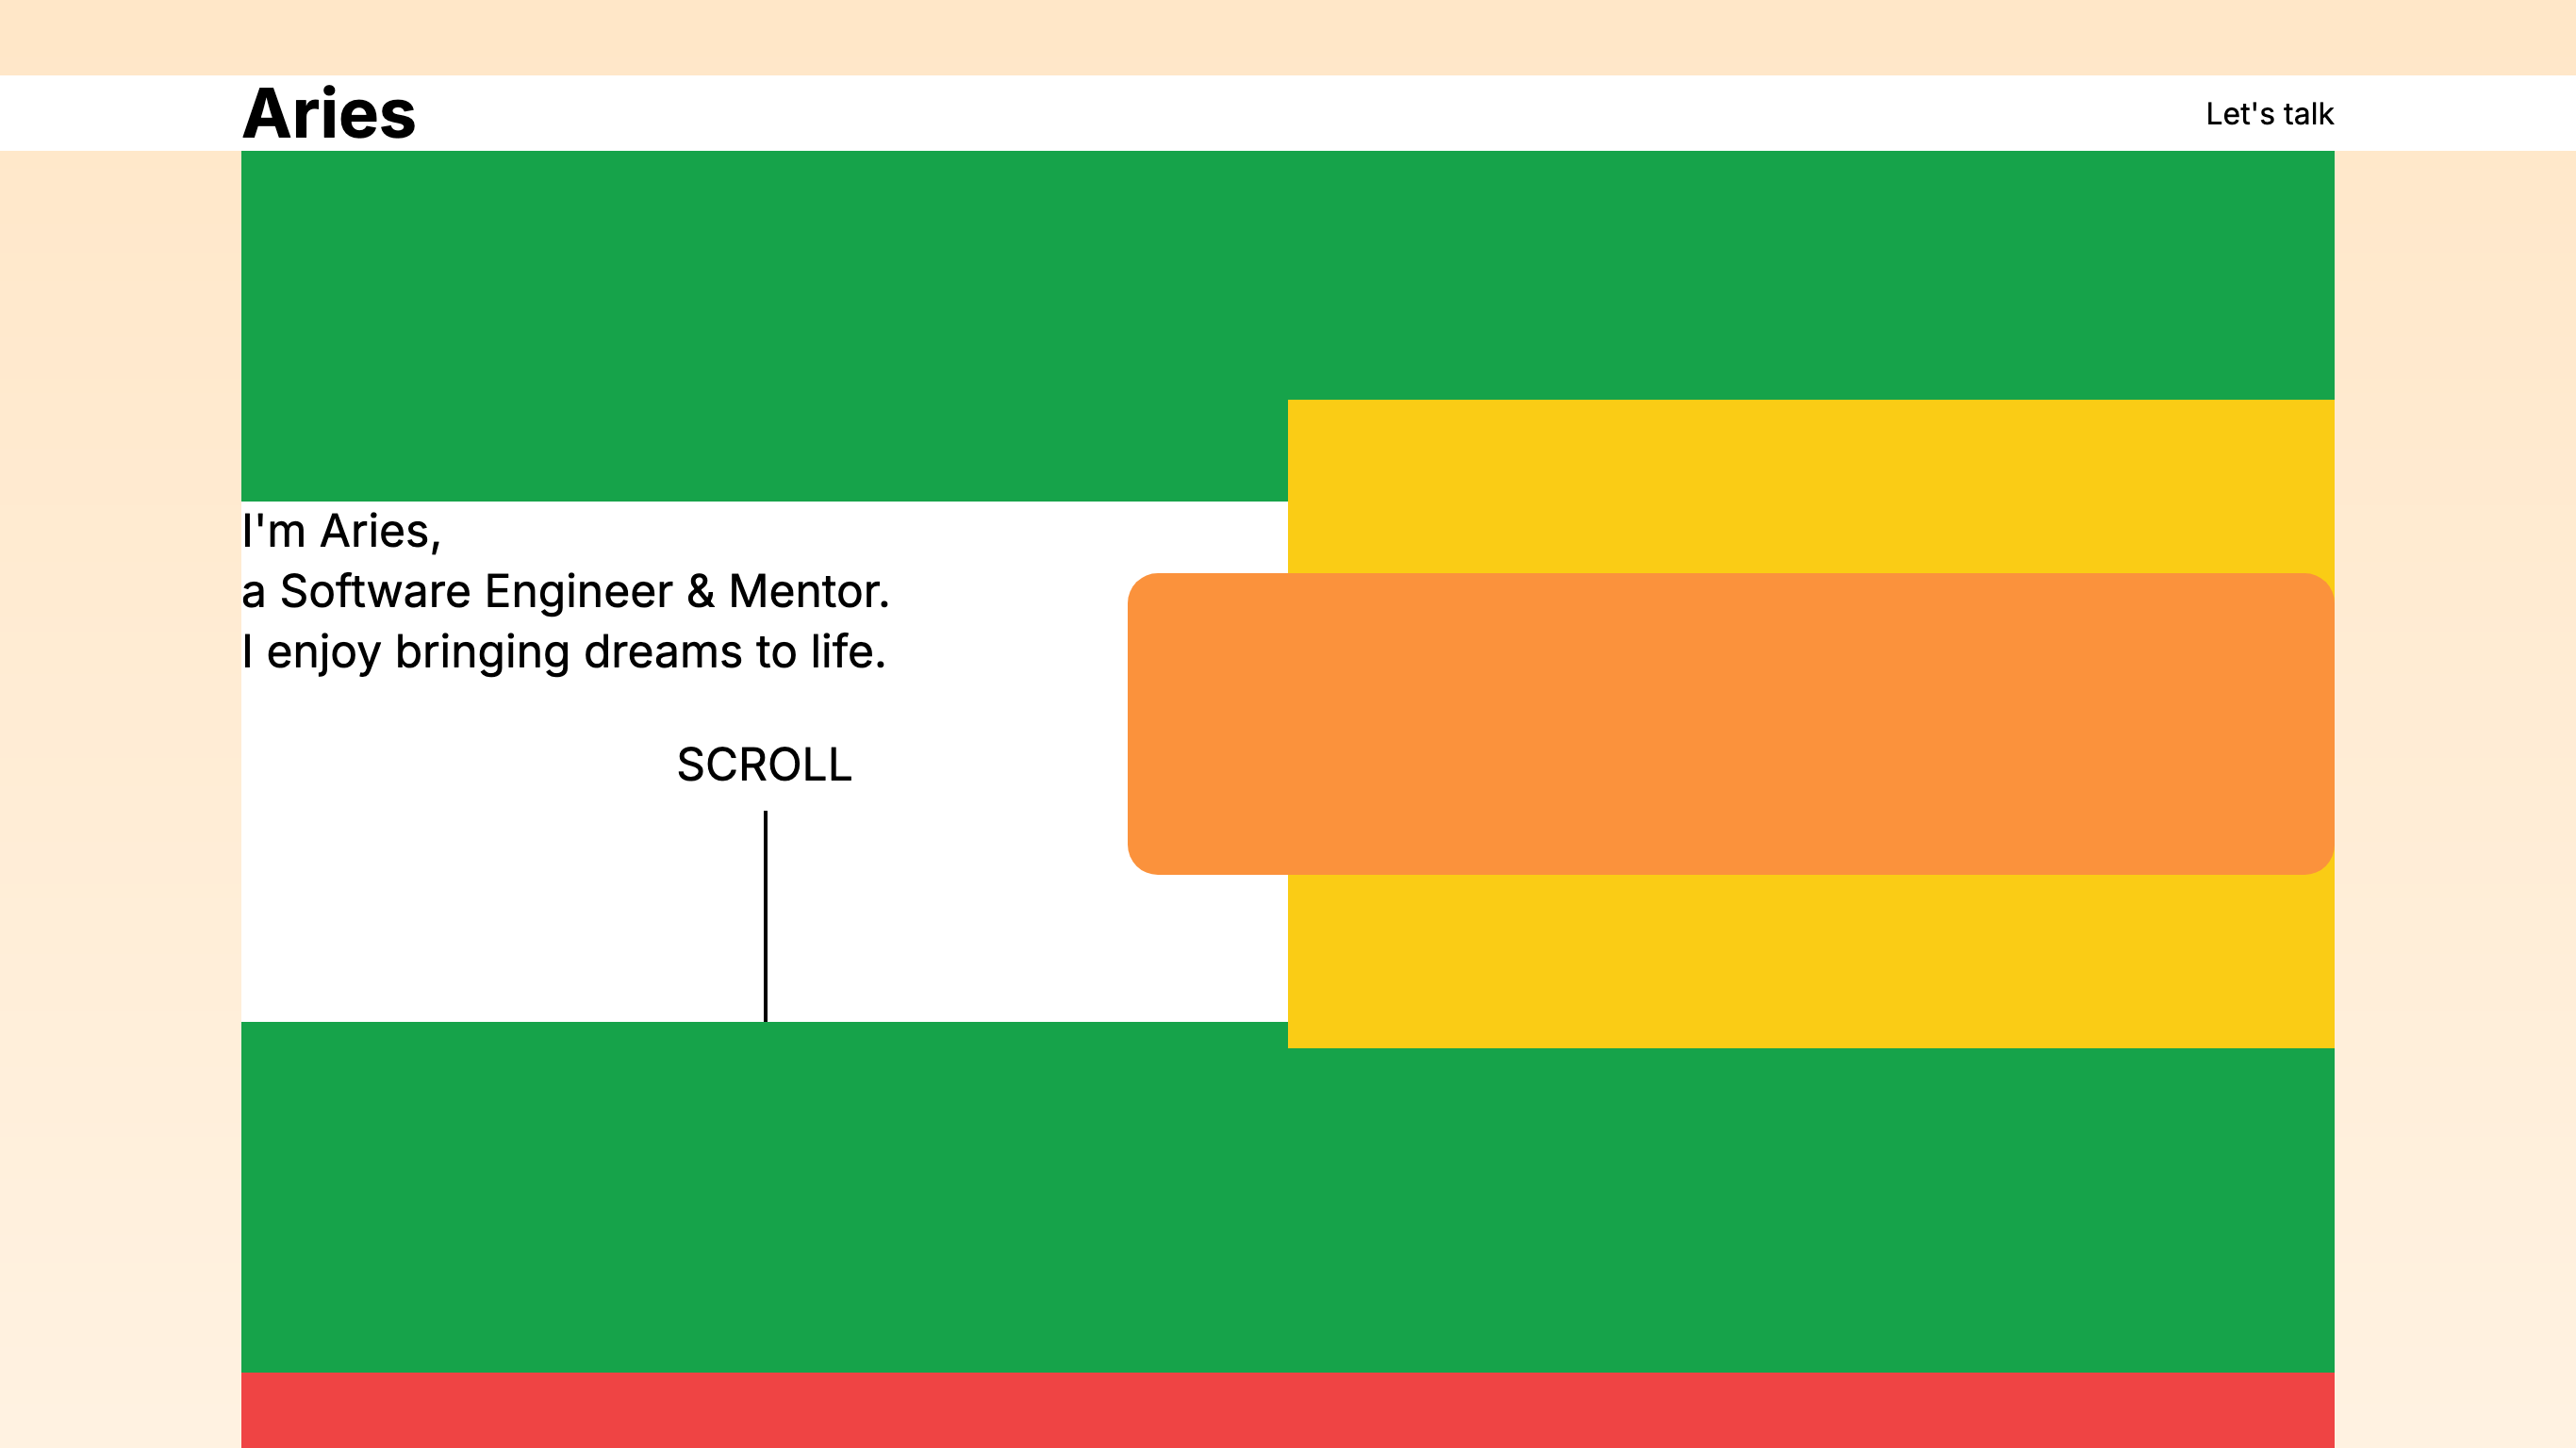 Aries
Let's talk
I'm Aries,
a Software Engineer & Mentor.
I enjoy bringing dreams to life.
SCROLL